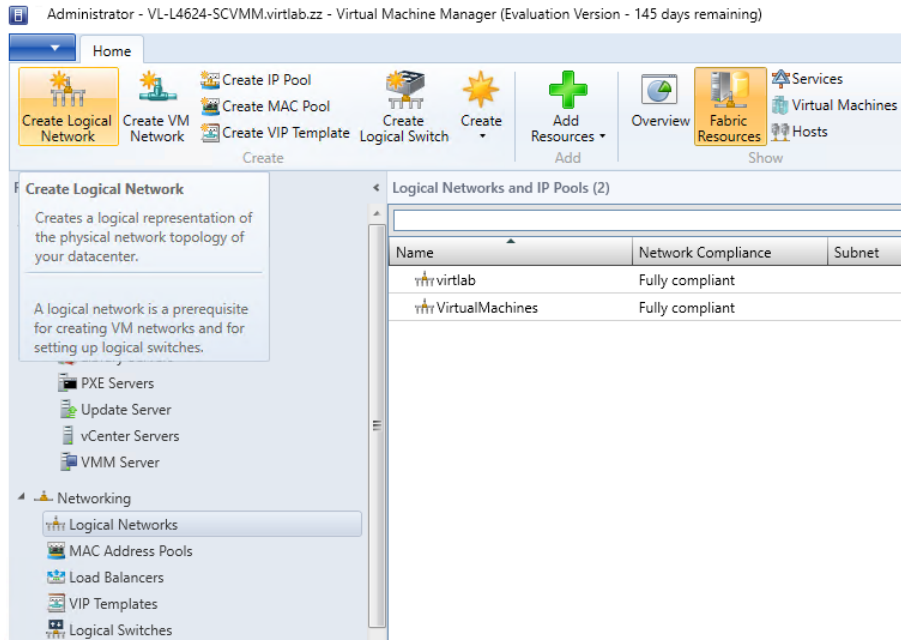 Administrator - VL-L4624-SCVMM.virtlab.zz - Virtual Machine Manager (Evaluation Version - 145 days remaining)
Home
Create Logical
Network
Create VM
Network
Create IP Pool
Create MAC Pool
Create VIP Template
Create
Logical Switch
Create
Create
Add
Resources
Add
Overview
Fabric
Resources
Services
Virtual Machines
Hosts
Show
Create Logical Network
Creates a logical representation of
the physical network topology of
your datacenter.
A logical network is a prerequisite
for creating VM networks and for
setting up logical switches.
PXE Servers
Update Server
vCenter Servers
VMM Server
Networking
Logical Networks
MAC Address Pools
Load Balancers
VIP Templates
Logical Switches
Logical Networks and IP Pools (2)
Name Network Compliance Subnet
virtlab Fully compliant
VirtualMachines Fully compliant